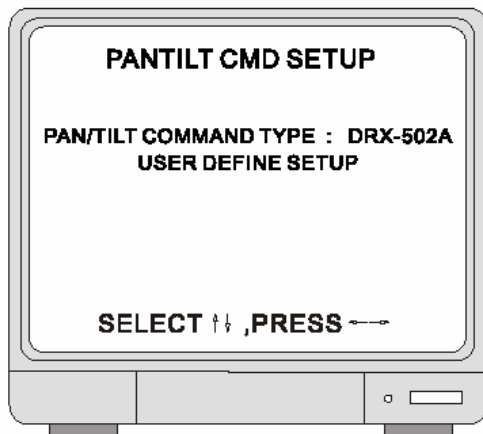 PANTILT CMD SETUP
PAN/TILT COMMAND TYPE : DRX-502A
USER DEFINE SETUP
SELECT ↑↓ ,PRESS ←→